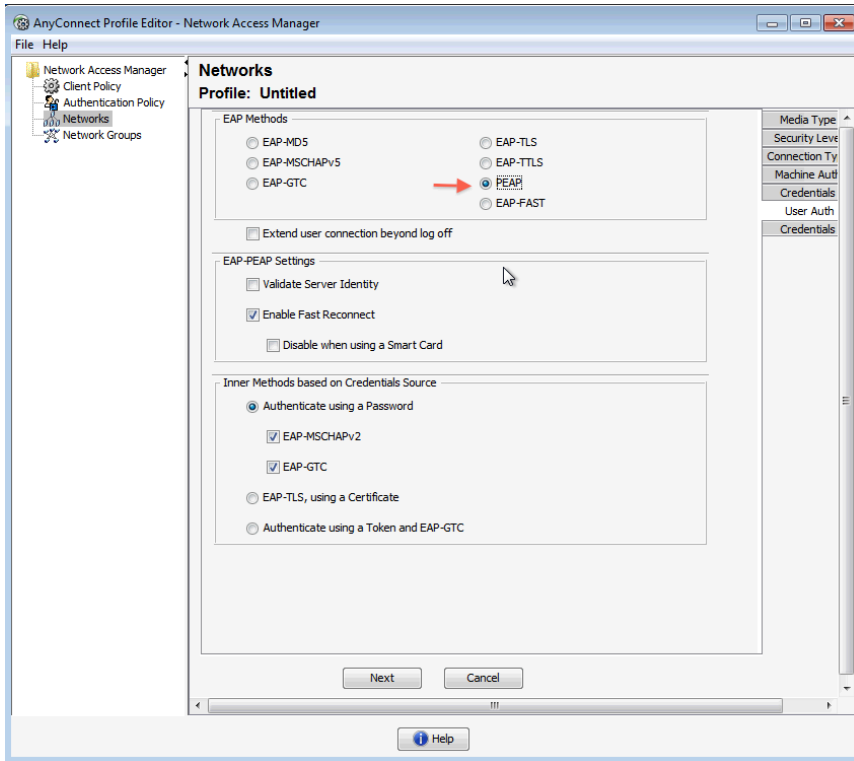 AnyConnect Profile Editor - Network Access Manager
File Help
Network Access Manager
Client Policy
Authentication Policy
Networks
Network Groups
Networks
Profile: Untitled
EAP Methods
EAP-MD5
EAP-TLS
EAP-MSCHAPv5
EAP-TTLS
EAP-GTC
PEAP
EAP-FAST
Extend user connection beyond log off
EAP-PEAP Settings
Validate Server Identity
Enable Fast Reconnect
Disable when using a Smart Card
Inner Methods based on Credentials Source
Authenticate using a Password
EAP-MSCHAPv2
EAP-GTC
EAP-TLS, using a Certificate
Authenticate using a Token and EAP-GTC
Media Type
Security Leve
Connection Ty
Machine Auth
Credentials
User Auth
Credentials
Next
Cancel
Help